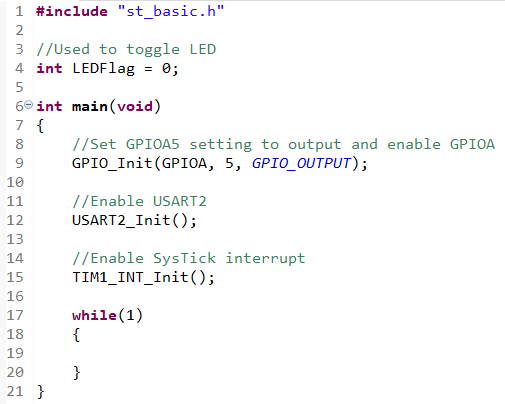 1 #include "st_basic.h"
2
3 //Used to toggle LED
4 int LEDFlag = 0;
5
6 int main(void)
7 {
8     //Set GPIOA5 setting to output and enable GPIOA
9     GPIO_Init(GPIOA, 5, GPIO_OUTPUT);
10
11     //Enable USART2
12     USART2_Init();
13
14     //Enable SysTick interrupt
15     TIM1_INT_Init();
16
17     while(1)
18     {
19
20     }
21 }